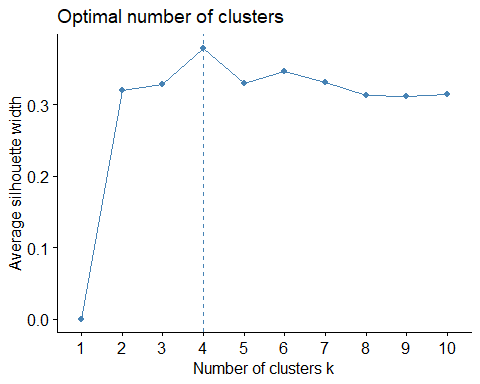 Optimal number of clusters
Average silhouette width
0.3
0.2
0.1
0.0
1 2 3 4 5 6 7 8 9 10
Number of clusters k